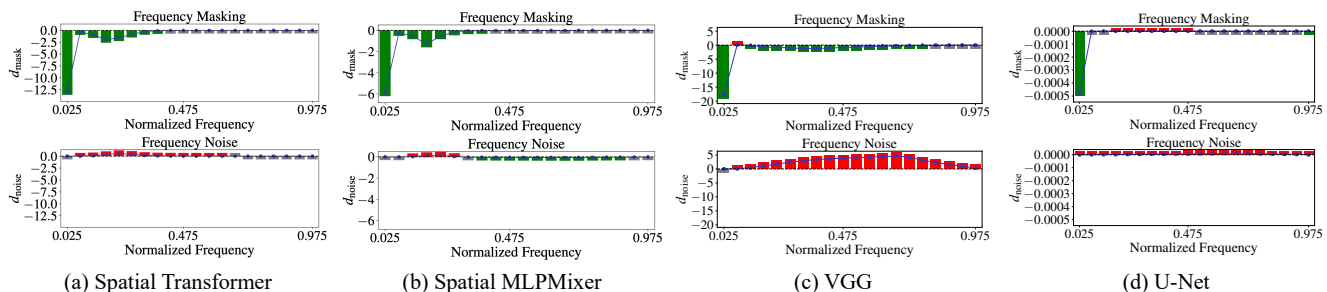 Frequency Masking
0.0
−2.5
−5.0
−7.5
−10.0
−12.5
d_mask
0.025 0.475 0.975
Normalized Frequency
Frequency Noise
0.0
−2.5
−5.0
−7.5
−10.0
−12.5
d_noise
0.025 0.475 0.975
Normalized Frequency
(a) Spatial Transformer
Frequency Masking
0
−2
−4
−6
d_mask
0.025 0.475 0.975
Normalized Frequency
Frequency Noise
0
−2
−4
−6
d_noise
0.025 0.475 0.975
Normalized Frequency
(b) Spatial MLPMixer
Frequency Masking
5
0
−5
−10
−15
−20
d_mask
0.025 0.475 0.975
Normalized Frequency
Frequency Noise
5
0
−5
−10
−15
−20
d_noise
0.025 0.475 0.975
Normalized Frequency
(c) VGG
Frequency Masking
0.0000
−0.0001
−0.0002
−0.0003
−0.0004
−0.0005
d_mask
0.025 0.475 0.975
Normalized Frequency
Frequency Noise
0.0000
−0.0001
−0.0002
−0.0003
−0.0004
−0.0005
d_noise
0.025 0.475 0.975
Normalized Frequency
(d) U-Net